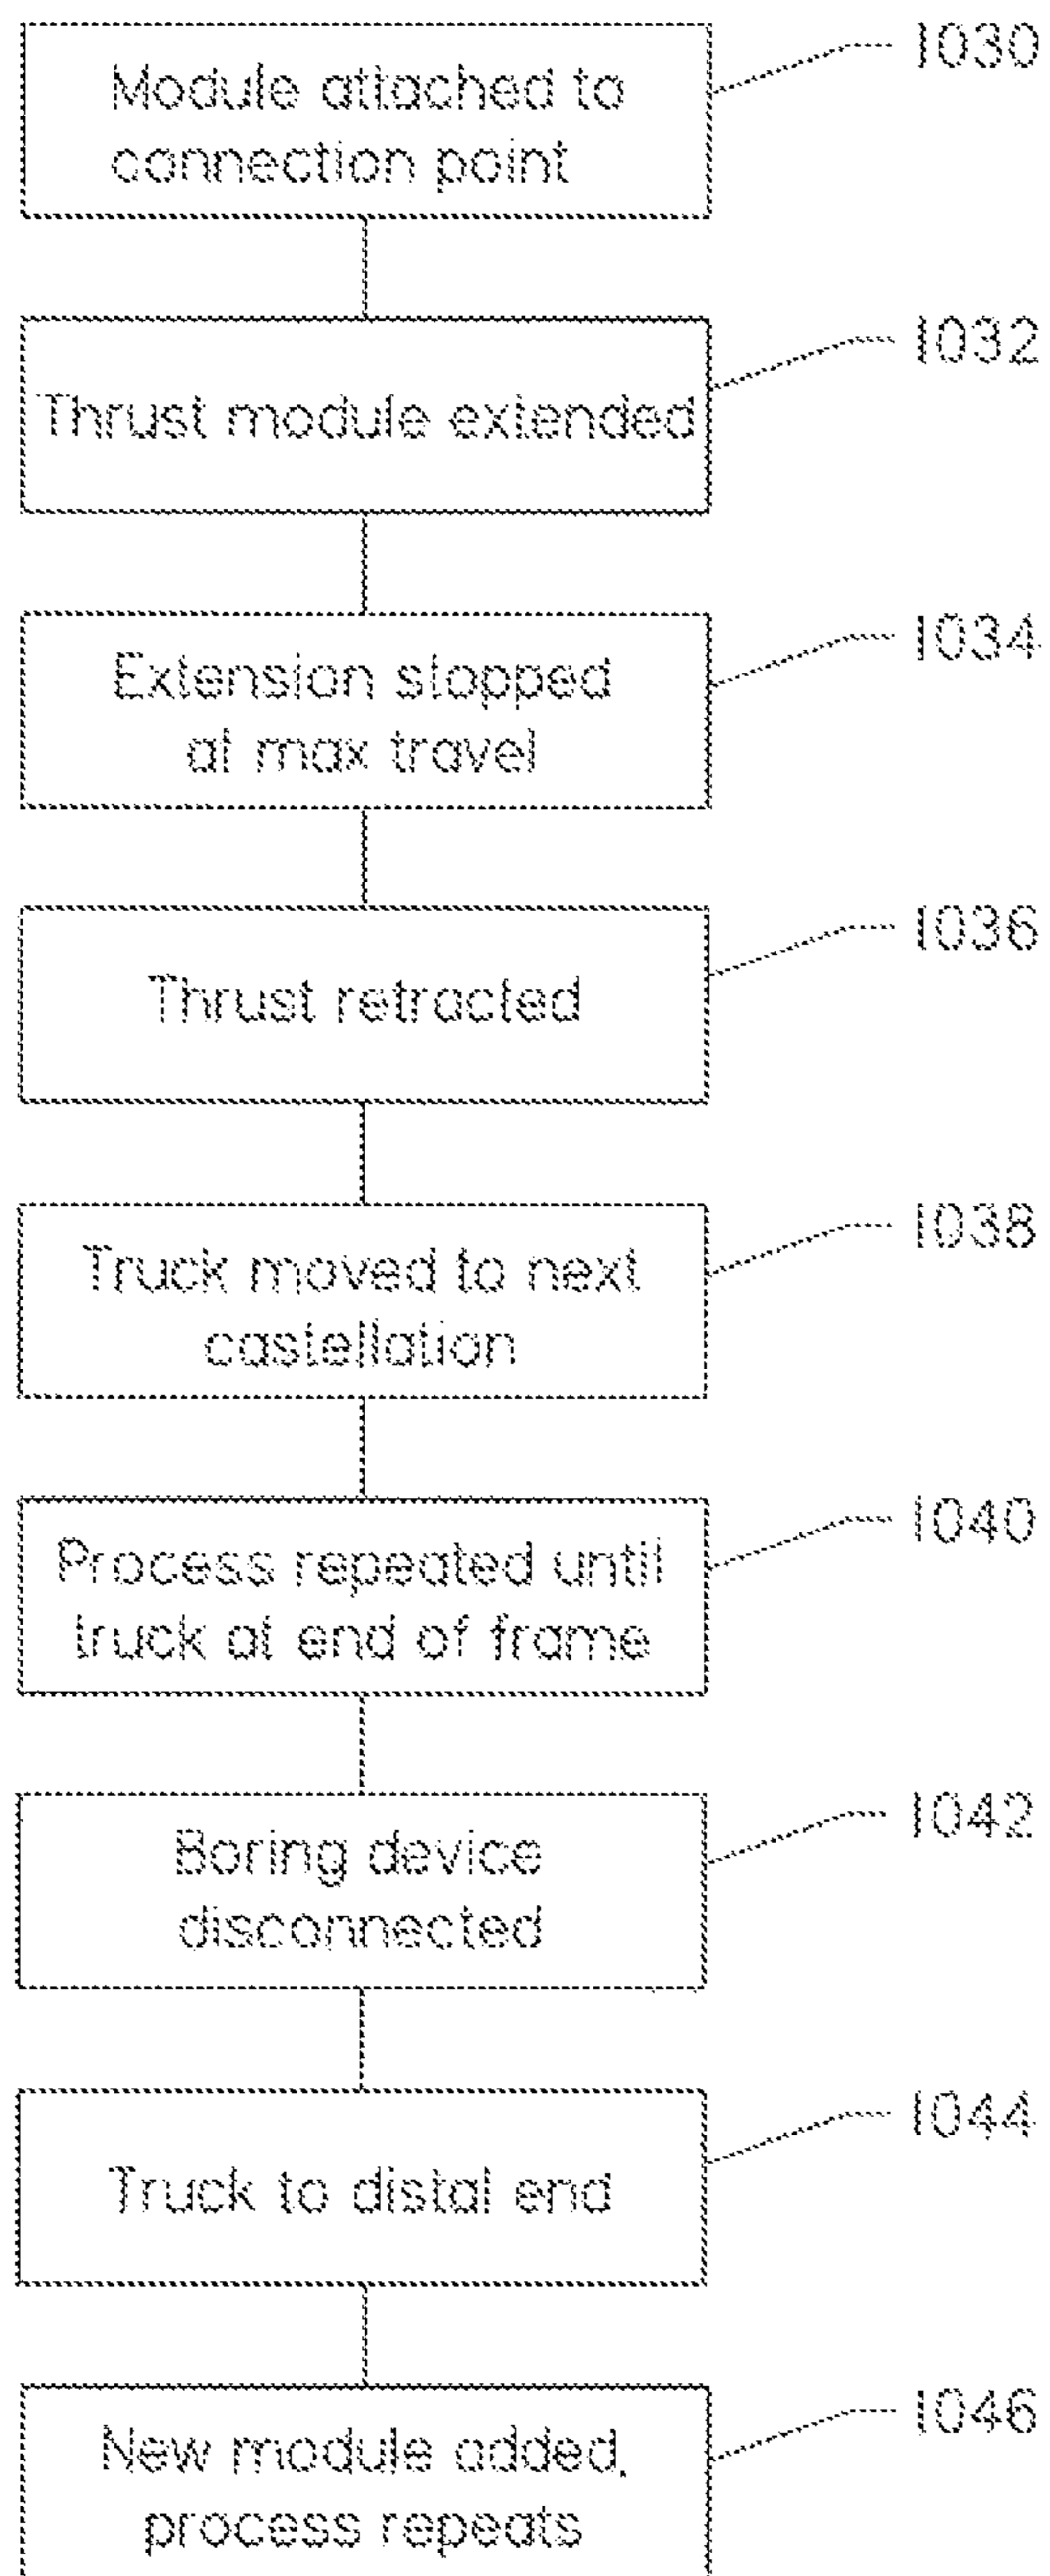 Module attached to
connection point
1030
Thrust module extended
1032
Extension stopped
at max travel
1034
Thrust retracted
1036
Truck moved to next
castellation
1038
Process repeated until
truck at end of frame
1040
Boring device
disconnected
1042
Truck to distal end
1044
New module added,
process repeats
1046